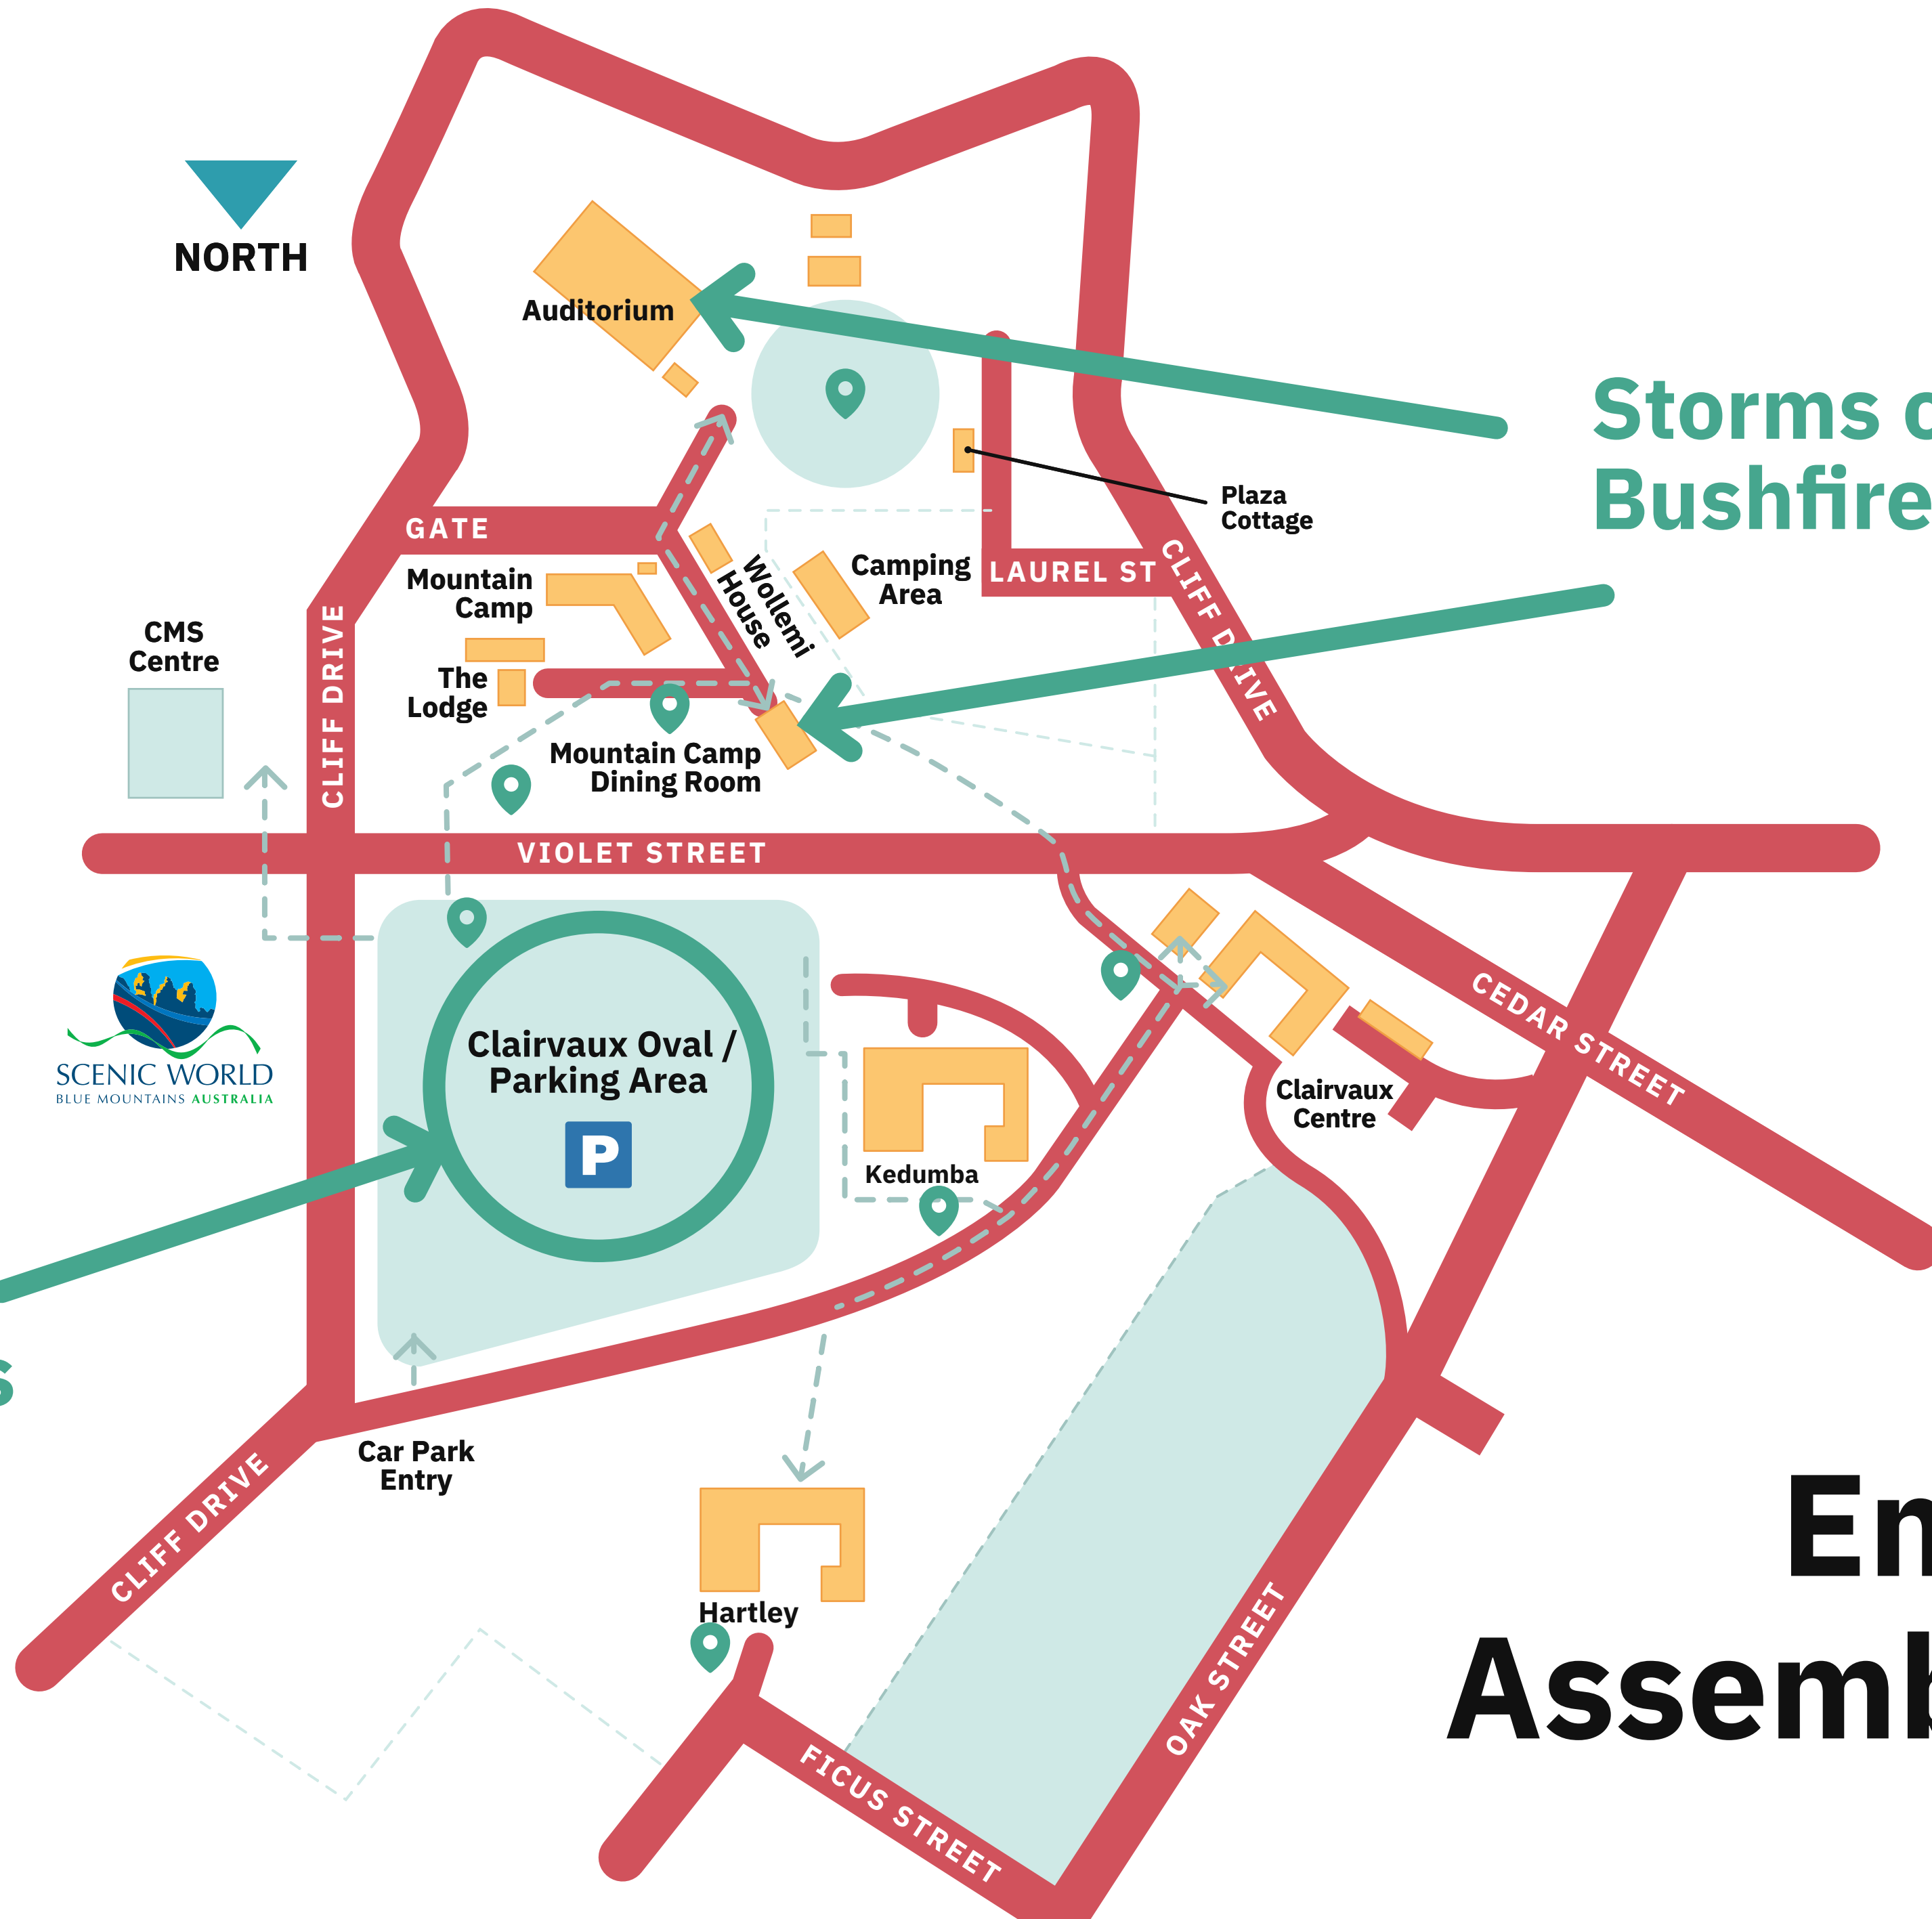 NORTH
Auditorium
Storms
Bushfire
Plaza
Cottage
GATE
Mountain
Camp
Wollemi
House
Camping
Area
LAUREL ST
CLIFF DRIVE
CMS
Centre
CLIFF DRIVE
The
Lodge
Mountain Camp
Dining Room
VIOLET STREET
SCENIC WORLD
BLUE MOUNTAINS AUSTRALIA
Clairvaux Oval /
Parking Area
P
CEDAR STREET
Clairvaux
Centre
Kedumba
s
Car Park
Entry
CLIFF DRIVE
En
Assemb
Hartley
OAK STREET
FICUS STREET